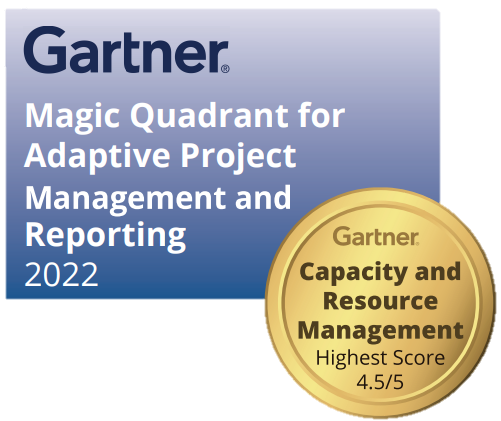 Gartner®
Magic Quadrant for
Adaptive Project
Management and
Reporting
2022
Gartner
Capacity and
Resource
Management
Highest Score
4.5/5